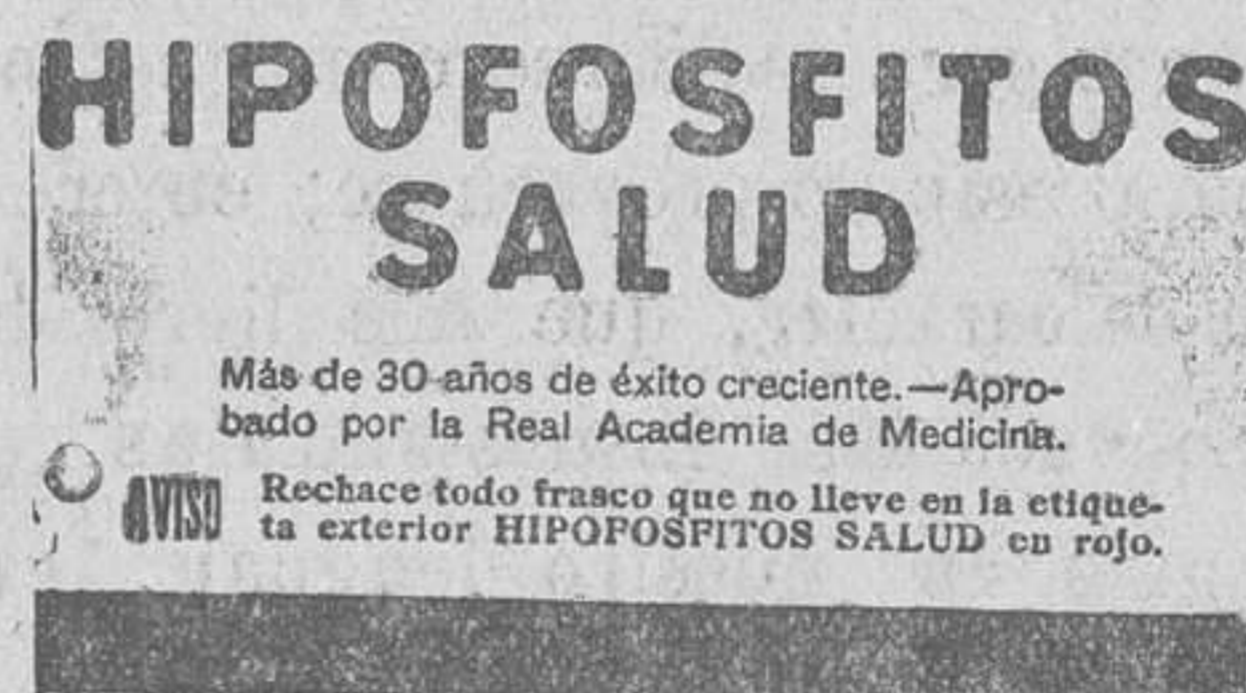 HIPOFOSFITOS
SALUD
Más de 30 años de éxito creciente.—Apro-
bado por la Real Academia de Medicina.
AVISO Rechace todo frasco que no lleve en la etique-
ta exterior HIPOFOSFITOS SALUD en rojo.